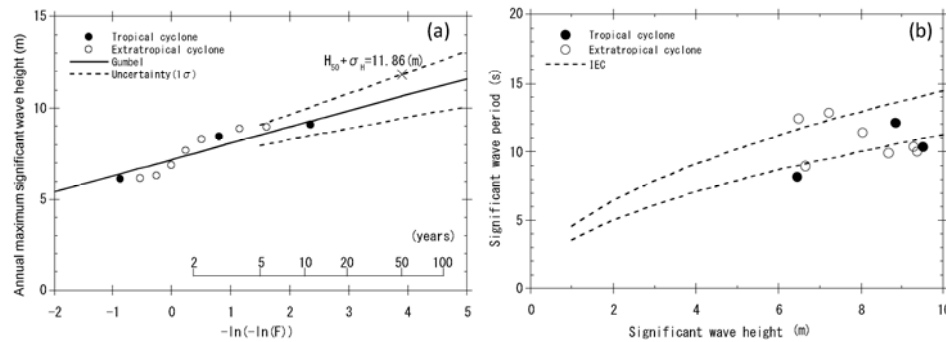 (a)
Tropical cyclone
Extratropical cyclone
Gumbel
Uncertainty(1σ)
H50+σH=11.86(m)
Annual maximum significant wave height (m)
15
10
5
0
(years)
2 5 10 20 50 100
-2 -1 0 1 2 3 4 5
-ln(-ln(F))
(b)
Tropical cyclone
Extratropical cyclone
IEC
Significant wave period (s)
20
15
10
5
0
0 2 4 6 8 10
Significant wave height (m)